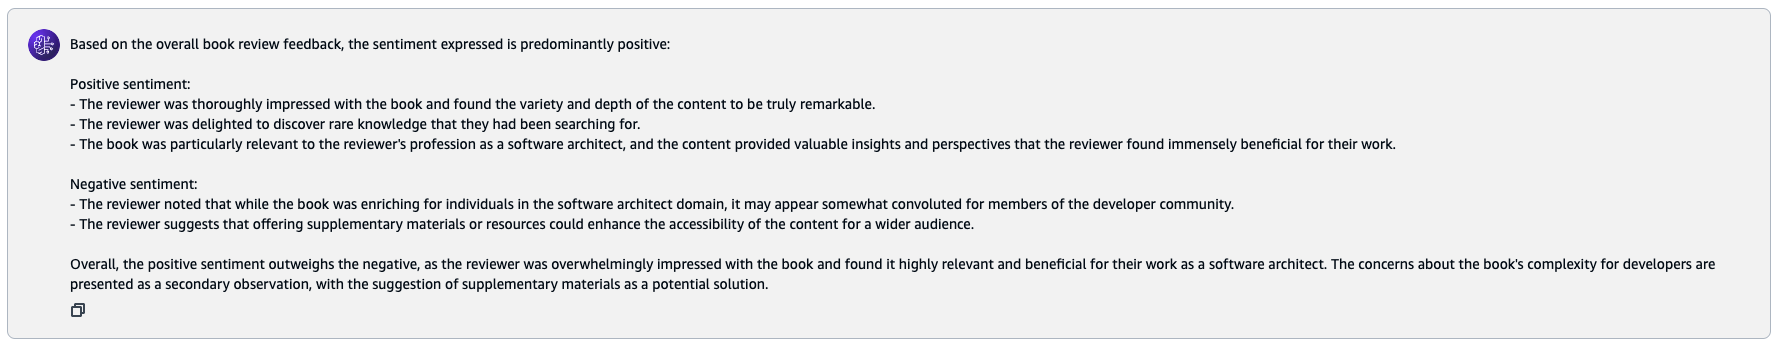 Based on the overall book review feedback, the sentiment expressed is predominantly positive:
Positive sentiment:
- The reviewer was thoroughly impressed with the book and found the variety and depth of the content to be truly remarkable.
- The reviewer was delighted to discover rare knowledge that they had been searching for.
- The book was particularly relevant to the reviewer's profession as a software architect, and the content provided valuable insights and perspectives that the reviewer found immensely beneficial for their work.
Negative sentiment:
- The reviewer noted that while the book was enriching for individuals in the software architect domain, it may appear somewhat convoluted for members of the developer community.
- The reviewer suggests that offering supplementary materials or resources could enhance the accessibility of the content for a wider audience.
Overall, the positive sentiment outweighs the negative, as the reviewer was overwhelmingly impressed with the book and found it highly relevant and beneficial for their work as a software architect. The concerns about the book's complexity for developers are
presented as a secondary observation, with the suggestion of supplementary materials as a potential solution.